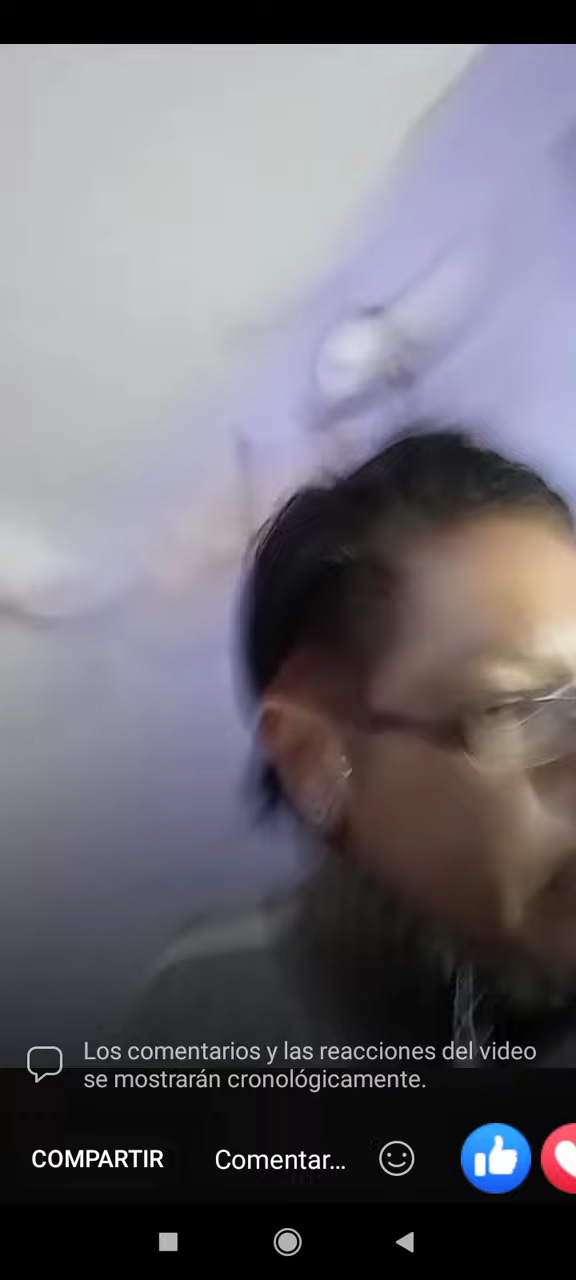 Los comentarios y las reacciones del video
se mostrarán cronológicamente.
COMPARTIR
Comentar...